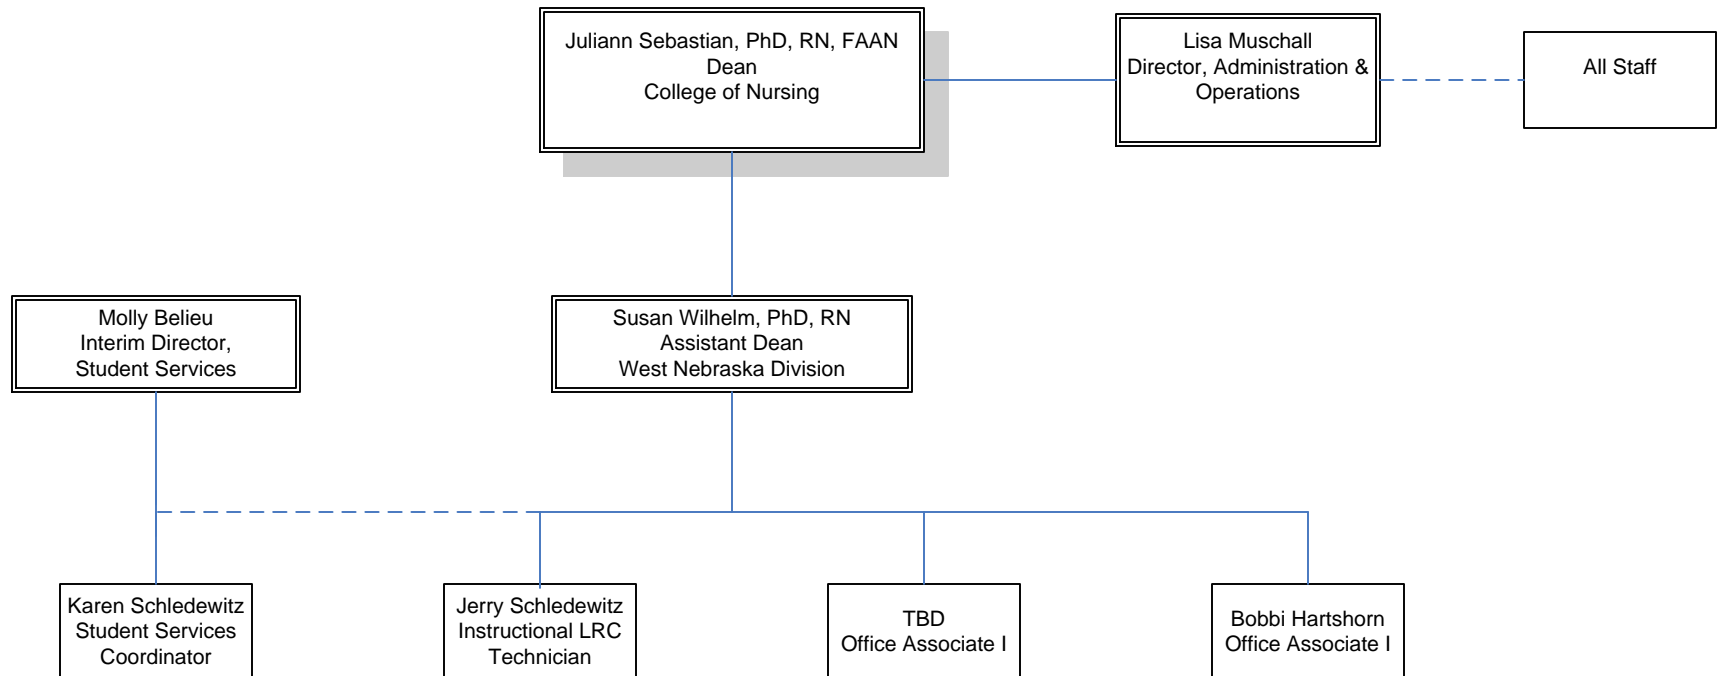 Juliann Sebastian, PhD, RN, FAAN
Dean
College of Nursing
Lisa Muschall
Director, Administration &
Operations
All Staff
Molly Belieu
Interim Director,
Student Services
Susan Wilhelm, PhD, RN
Assistant Dean
West Nebraska Division
Karen Schledewitz
Student Services
Coordinator
Jerry Schledewitz
Instructional LRC
Technician
TBD
Office Associate I
Bobbi Hartshorn
Office Associate I